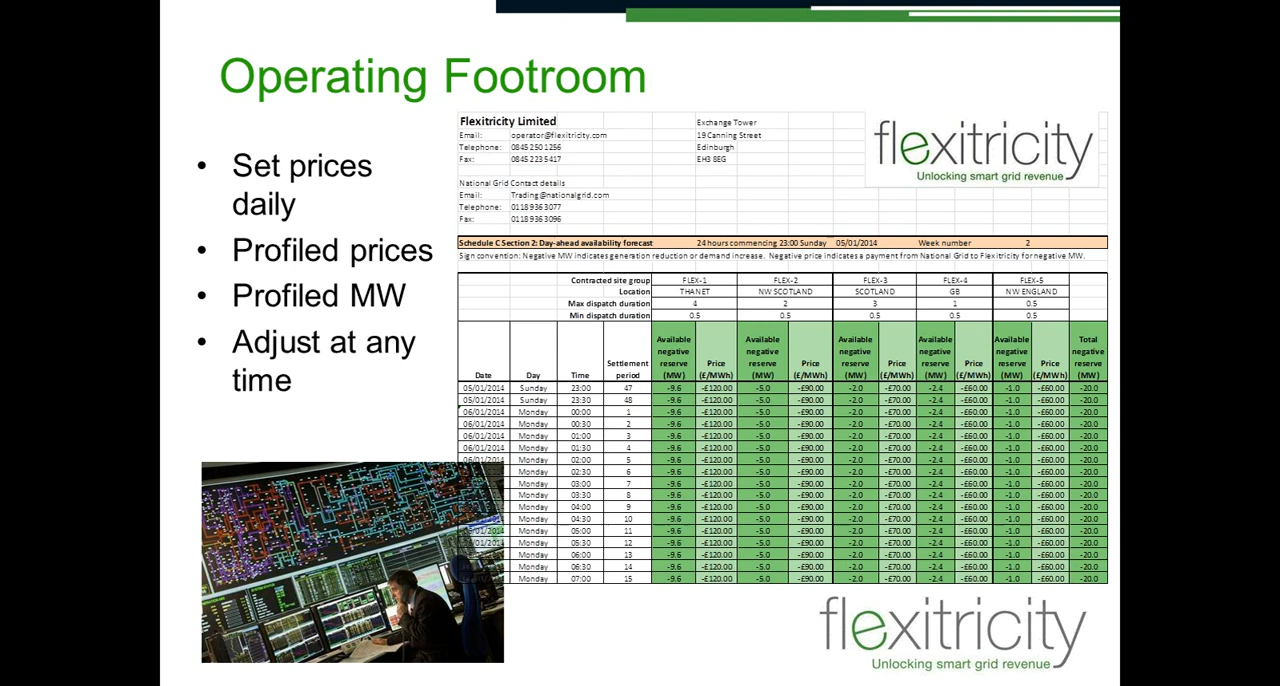 Operating Footroom
• Set prices
daily
• Profiled prices
• Profiled MW
• Adjust at any
time
Flexitricity Limited Exchange Tower
Email: operator@flexitricity.com 19 Canning Street
Telephone: 0845 250 1256 Edinburgh
Fax: 0845 223 5417 EH3 8EG
National Grid Contact details
Email: Trading@nationalgrid.com
Telephone: 0118 936 3077
Fax: 0118 936 3096
flexitricity
Unlocking smart grid revenue
Schedule C Section 2: Day-ahead availability forecast 24 hours commencing 23:00 Sunday 05/01/2014 Week number 2
Sign convention: Negative MW indicates generation reduction or demand increase. Negative price indicates a payment from National Grid to Flexitricity for negative MW.
Contracted site group FLEX-1 FLEX-2 FLEX-3 FLEX-4 FLEX-5
Location THANET NW SCOTLAND SCOTLAND GB NW ENGLAND
Max dispatch duration 4 2 3 1 0.5
Min dispatch duration 0.5 0.5 0.5 0.5 0.5
Available Available Available Available Available Total
negative negative negative negative negative negative
Settlement reserve Price reserve Price reserve Price reserve Price reserve Price reserve
Date Day Time period (MW) (£/MWh) (MW) (£/MWh) (MW) (£/MWh) (MW) (£/MWh) (MW) (£/MWh) (MW)
05/01/2014 Sunday 23:00 47 -9.6 -£120.00 -5.0 -£90.00 -2.0 -£70.00 -2.4 -£60.00 -1.0 -£60.00 -20.0
05/01/2014 Sunday 23:30 48 -9.6 -£120.00 -5.0 -£90.00 -2.0 -£70.00 -2.4 -£60.00 -1.0 -£60.00 -20.0
06/01/2014 Monday 00:00 1 -9.6 -£120.00 -5.0 -£90.00 -2.0 -£70.00 -2.4 -£60.00 -1.0 -£60.00 -20.0
06/01/2014 Monday 00:30 2 -9.6 -£120.00 -5.0 -£90.00 -2.0 -£70.00 -2.4 -£60.00 -1.0 -£60.00 -20.0
06/01/2014 Monday 01:00 3 -9.6 -£120.00 -5.0 -£90.00 -2.0 -£70.00 -2.4 -£60.00 -1.0 -£60.00 -20.0
06/01/2014 Monday 01:30 4 -9.6 -£120.00 -5.0 -£90.00 -2.0 -£70.00 -2.4 -£60.00 -1.0 -£60.00 -20.0
06/01/2014 Monday 02:00 5 -9.6 -£120.00 -5.0 -£90.00 -2.0 -£70.00 -2.4 -£60.00 -1.0 -£60.00 -20.0
Monday 02:30 6 -9.6 -£120.00 -5.0 -£90.00 -2.0 -£70.00 -2.4 -£60.00 -1.0 -£60.00 -20.0
Monday 03:00 7 -9.6 -£120.00 -5.0 -£90.00 -2.0 -£70.00 -2.4 -£60.00 -1.0 -£60.00 -20.0
Monday 03:30 8 -9.6 -£120.00 -5.0 -£90.00 -2.0 -£70.00 -2.4 -£60.00 -1.0 -£60.00 -20.0
Monday 04:00 9 -9.6 -£120.00 -5.0 -£90.00 -2.0 -£70.00 -2.4 -£60.00 -1.0 -£60.00 -20.0
Monday 04:30 10 -9.6 -£120.00 -5.0 -£90.00 -2.0 -£70.00 -2.4 -£60.00 -1.0 -£60.00 -20.0
Monday 05:00 11 -9.6 -£120.00 -5.0 -£90.00 -2.0 -£70.00 -2.4 -£60.00 -1.0 -£60.00 -20.0
Monday 05:30 12 -9.6 -£120.00 -5.0 -£90.00 -2.0 -£70.00 -2.4 -£60.00 -1.0 -£60.00 -20.0
Monday 06:00 13 -9.6 -£120.00 -5.0 -£90.00 -2.0 -£70.00 -2.4 -£60.00 -1.0 -£60.00 -20.0
Monday 06:30 14 -9.6 -£120.00 -5.0 -£90.00 -2.0 -£70.00 -2.4 -£60.00 -1.0 -£60.00 -20.0
Monday 07:00 15 -9.6 -£120.00 -5.0 -£90.00 -2.0 -£70.00 -2.4 -£60.00 -1.0 -£60.00 -20.0
flexitricity
Unlocking smart grid revenue